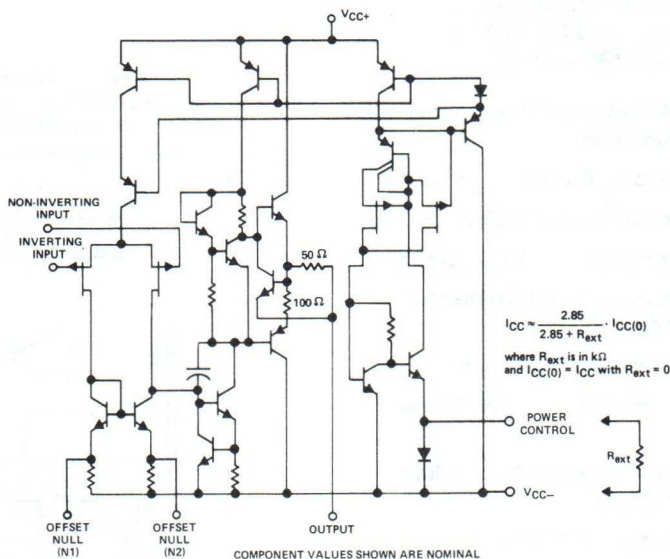 VCC+
NON-INVERTING
INPUT
INVERTING
INPUT
50 Ω
100 Ω
ICC ≈ 2.85 / 2.85 + Rext · ICC(0)
where Rext is in kΩ
and ICC(0) = ICC with Rext = 0
POWER
CONTROL
Rext
VCC−
OFFSET
NULL
(N1)
OFFSET
NULL
(N2)
OUTPUT
COMPONENT VALUES SHOWN ARE NOMINAL